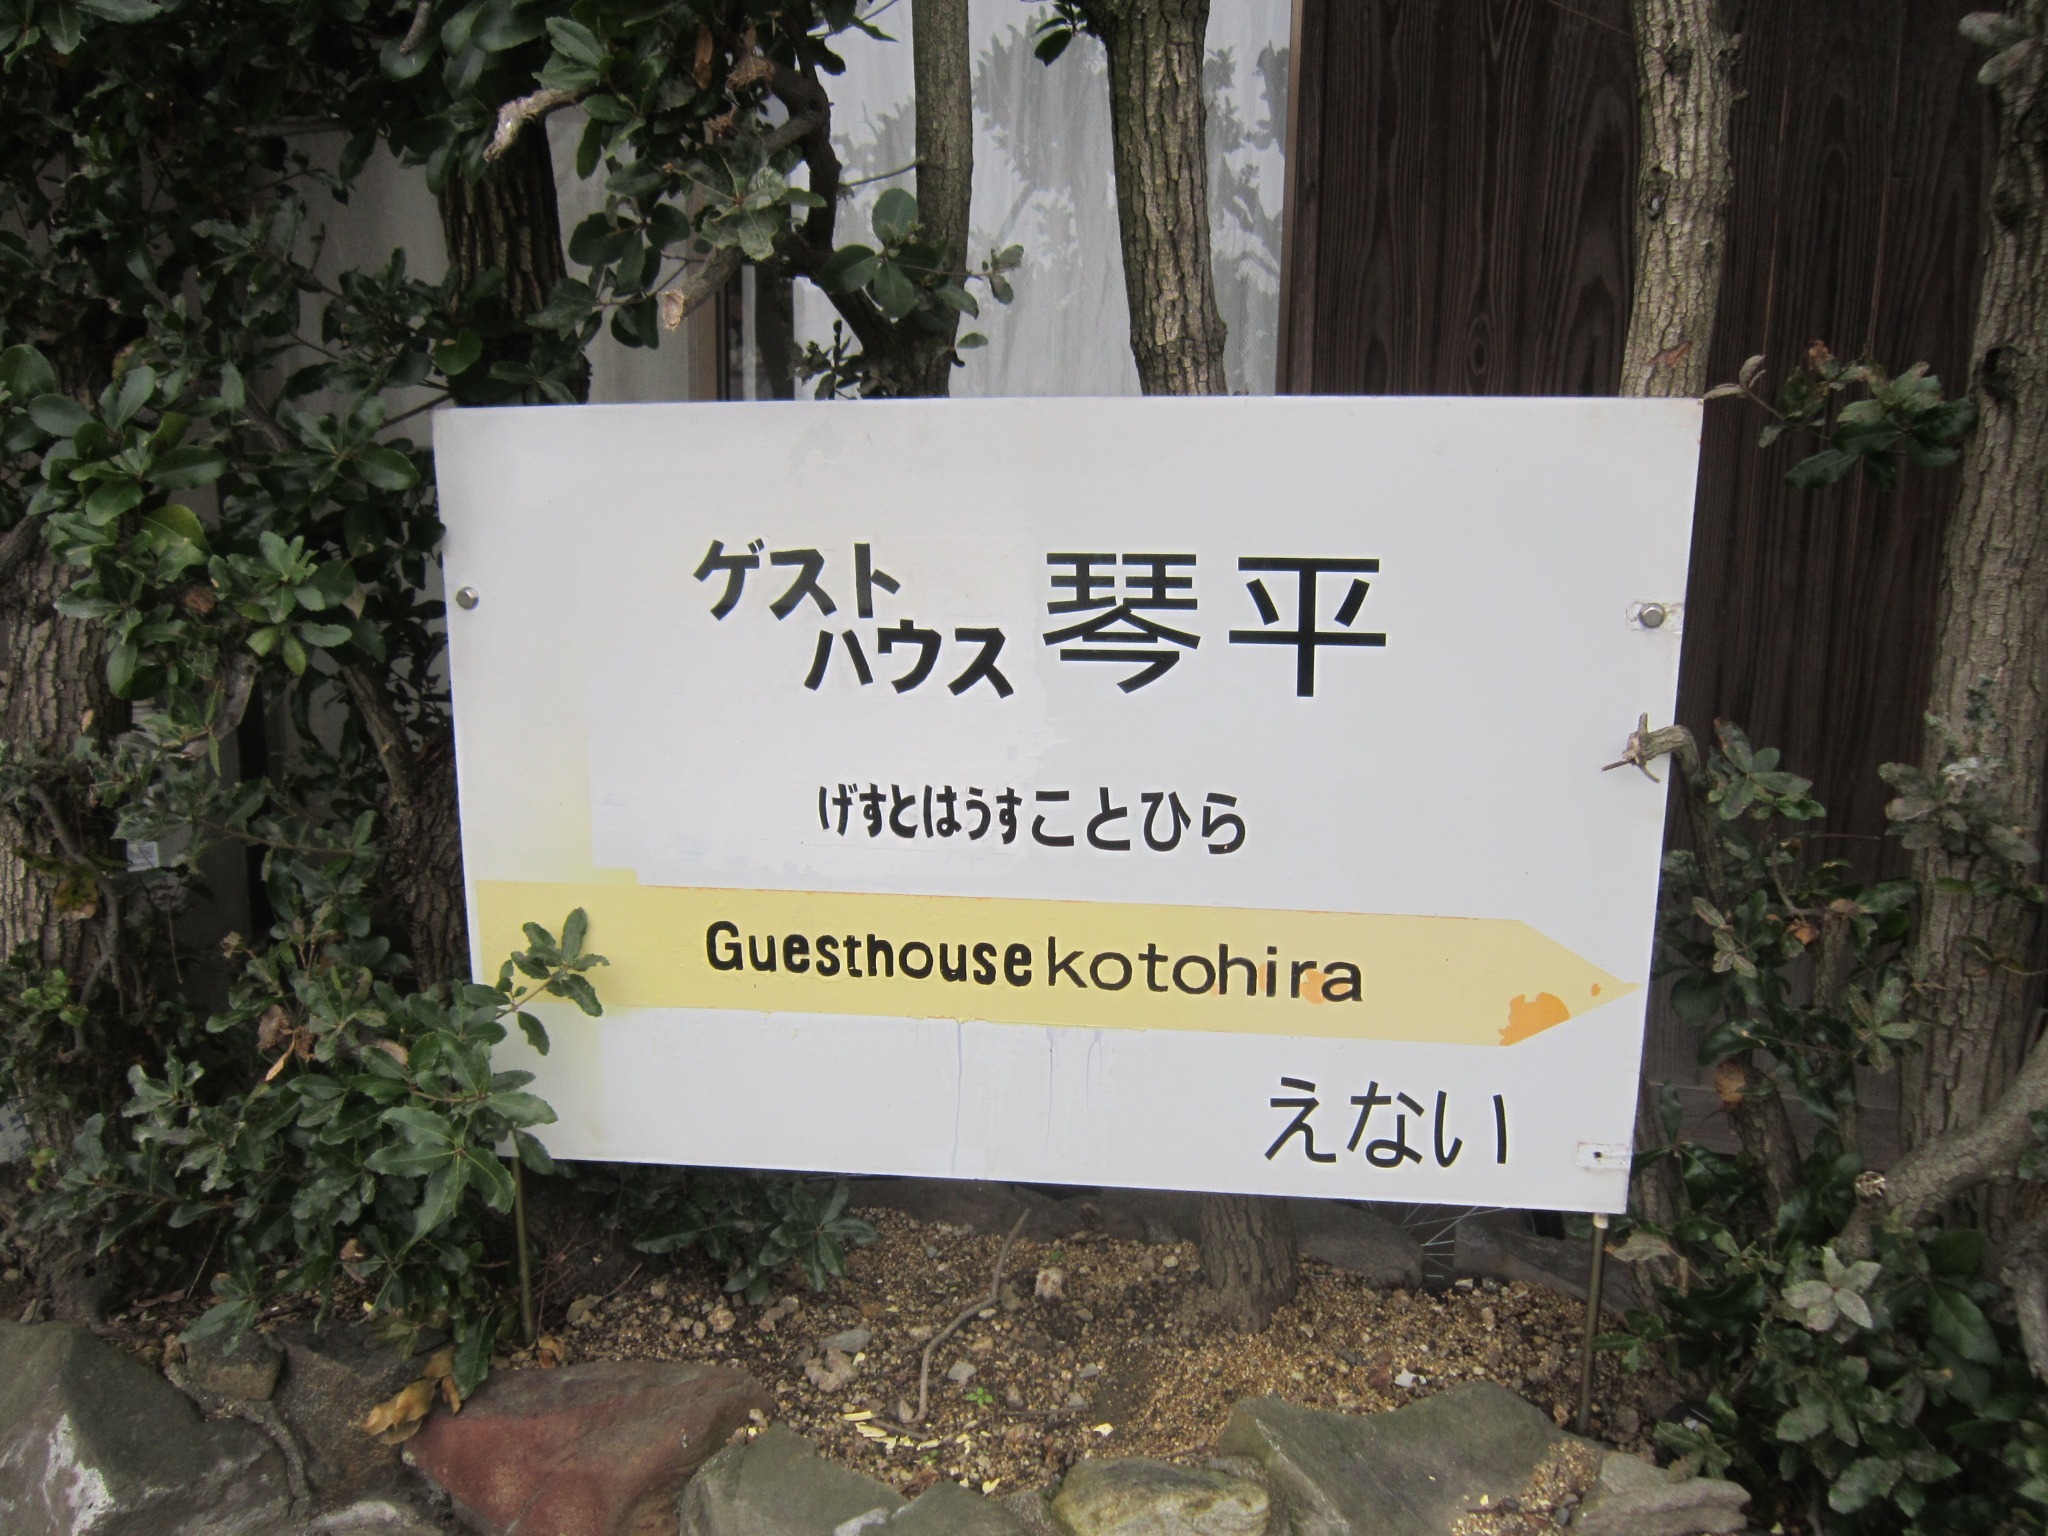 ゲスト
ハウス 琴平
げすとはうすことひら
Guesthouse kotohira
えない